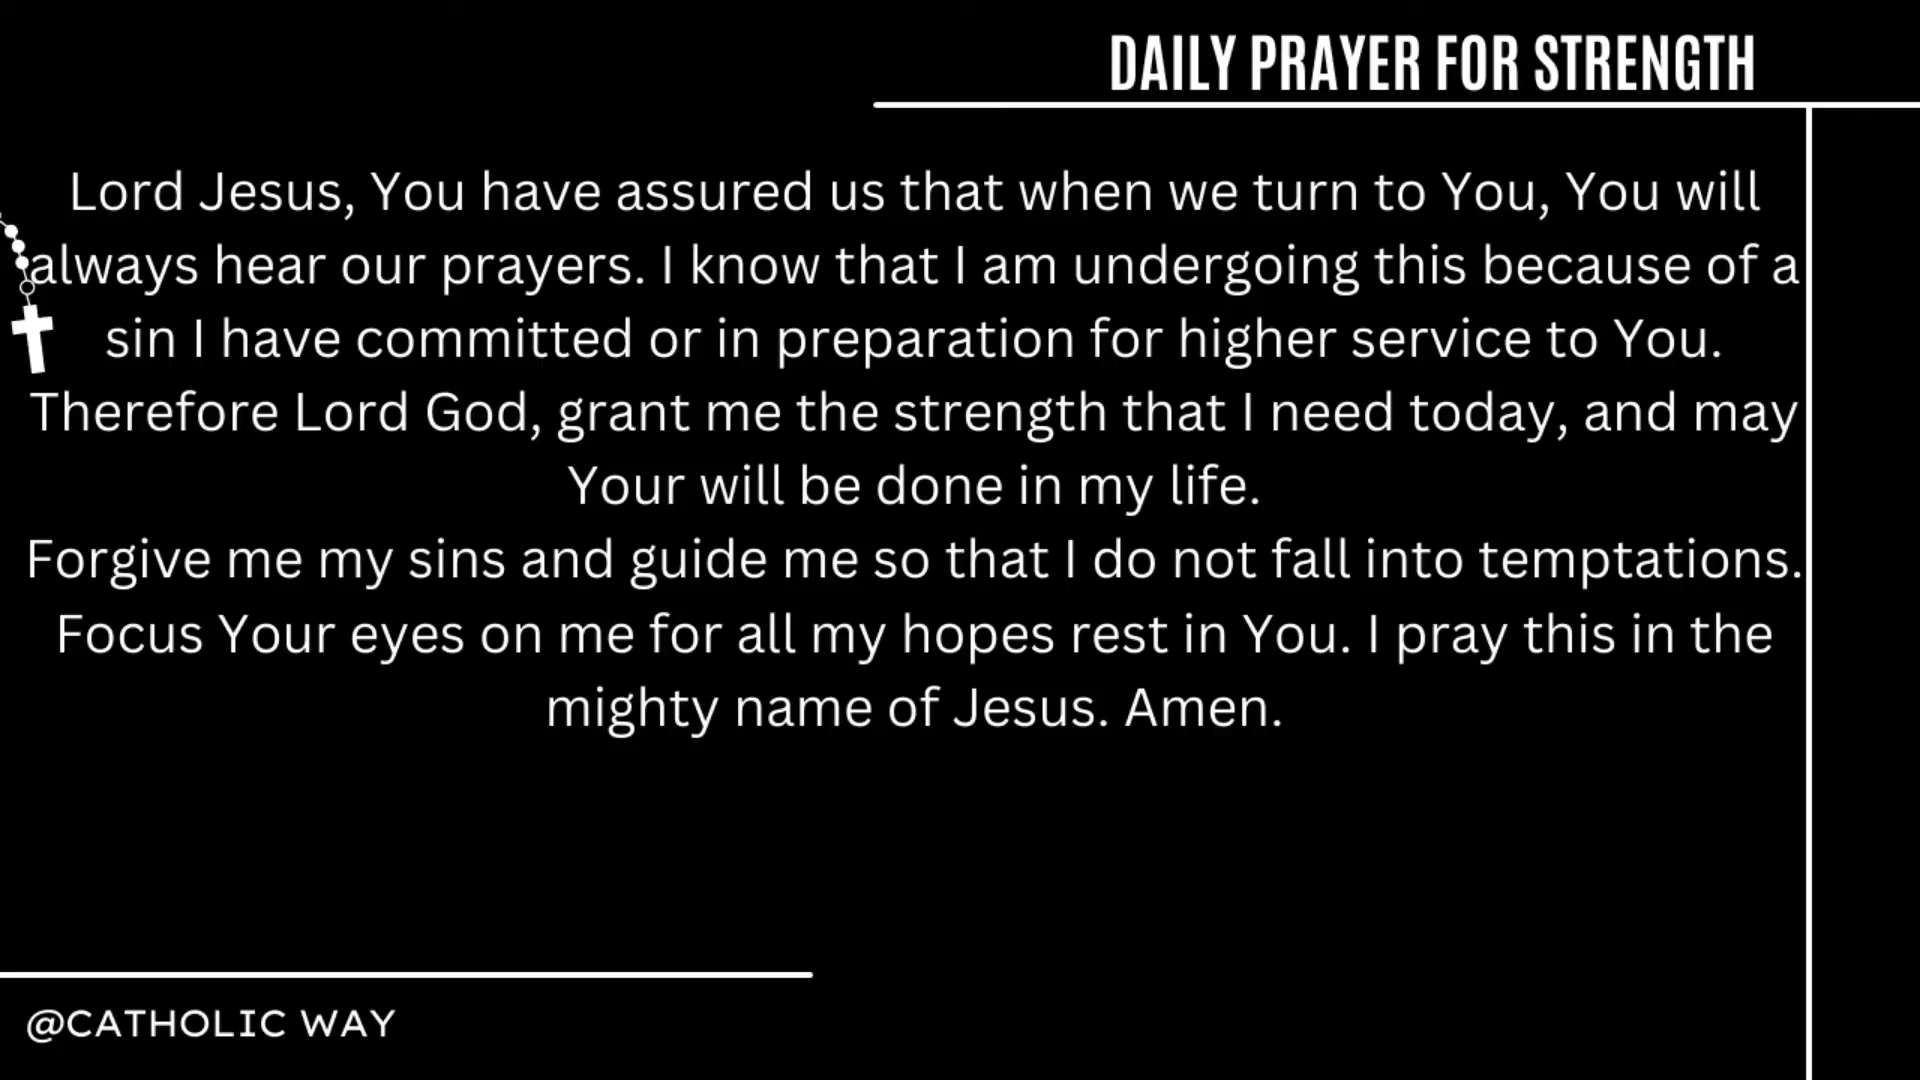 DAILY PRAYER FOR STRENGTH
Lord Jesus, You have assured us that when we turn to You, You will
always hear our prayers. I know that I am undergoing this because of a
sin I have committed or in preparation for higher service to You.
Therefore Lord God, grant me the strength that I need today, and may
Your will be done in my life.
Forgive me my sins and guide me so that I do not fall into temptations.
Focus Your eyes on me for all my hopes rest in You. I pray this in the
mighty name of Jesus. Amen.
@CATHOLIC WAY